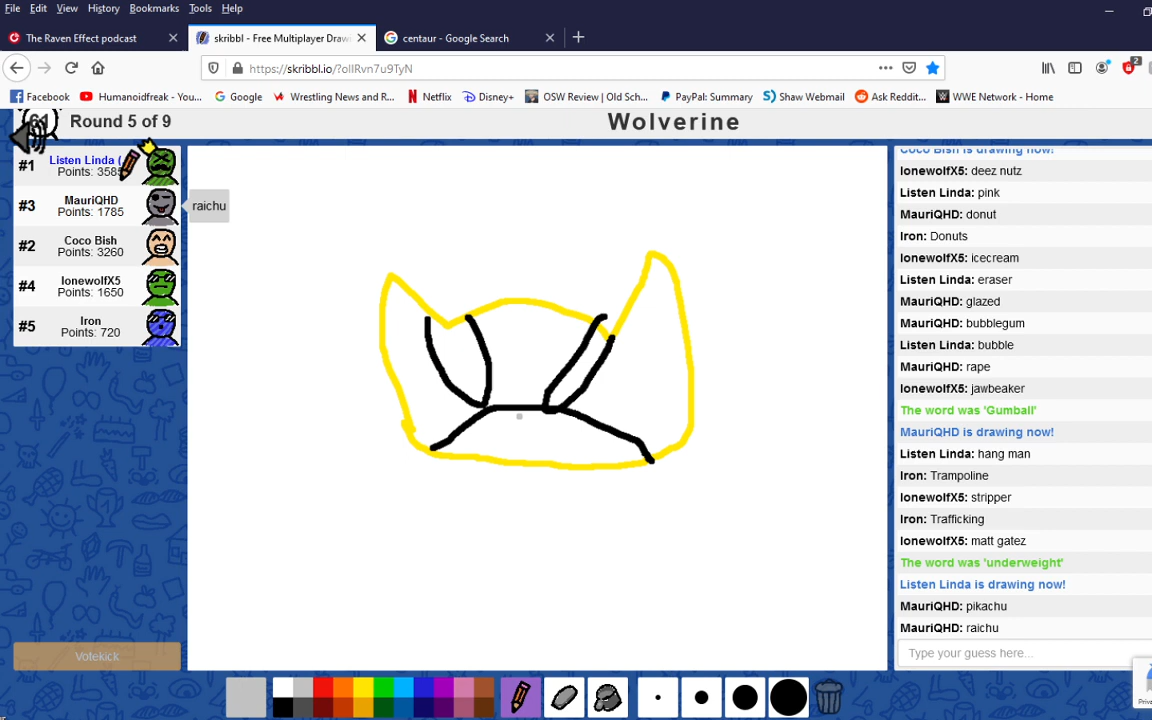 File Edit View History Bookmarks Tools Help
The Raven Effect podcast
skribbl - Free Multiplayer Drawi
centaur - Google Search
https://skribbl.io/?oIIRvn7u9TyN
Facebook Humanoidfreak - You... Google Wrestling News and R... Netflix Disney+ OSW Review | Old Sch... PayPal: Summary Shaw Webmail Ask Reddit... WWE Network - Home
2
61 Round 5 of 9 Wolverine
#1 Listen Linda (
Points: 3585
#3 MauriQHD
Points: 1785
raichu
#2 Coco Bish
Points: 3260
#4 lonewolfX5
Points: 1650
#5 Iron
Points: 720
Votekick
Coco Bish is drawing now!
lonewolfX5: deez nutz
Listen Linda: pink
MauriQHD: donut
Iron: Donuts
lonewolfX5: icecream
Listen Linda: eraser
MauriQHD: glazed
MauriQHD: bubblegum
Listen Linda: bubble
MauriQHD: rape
lonewolfX5: jawbeaker
The word was 'Gumball'
MauriQHD is drawing now!
Listen Linda: hang man
Iron: Trampoline
lonewolfX5: stripper
Iron: Trafficking
lonewolfX5: matt gatez
The word was 'underweight'
Listen Linda is drawing now!
MauriQHD: pikachu
MauriQHD: raichu
Type your guess here...